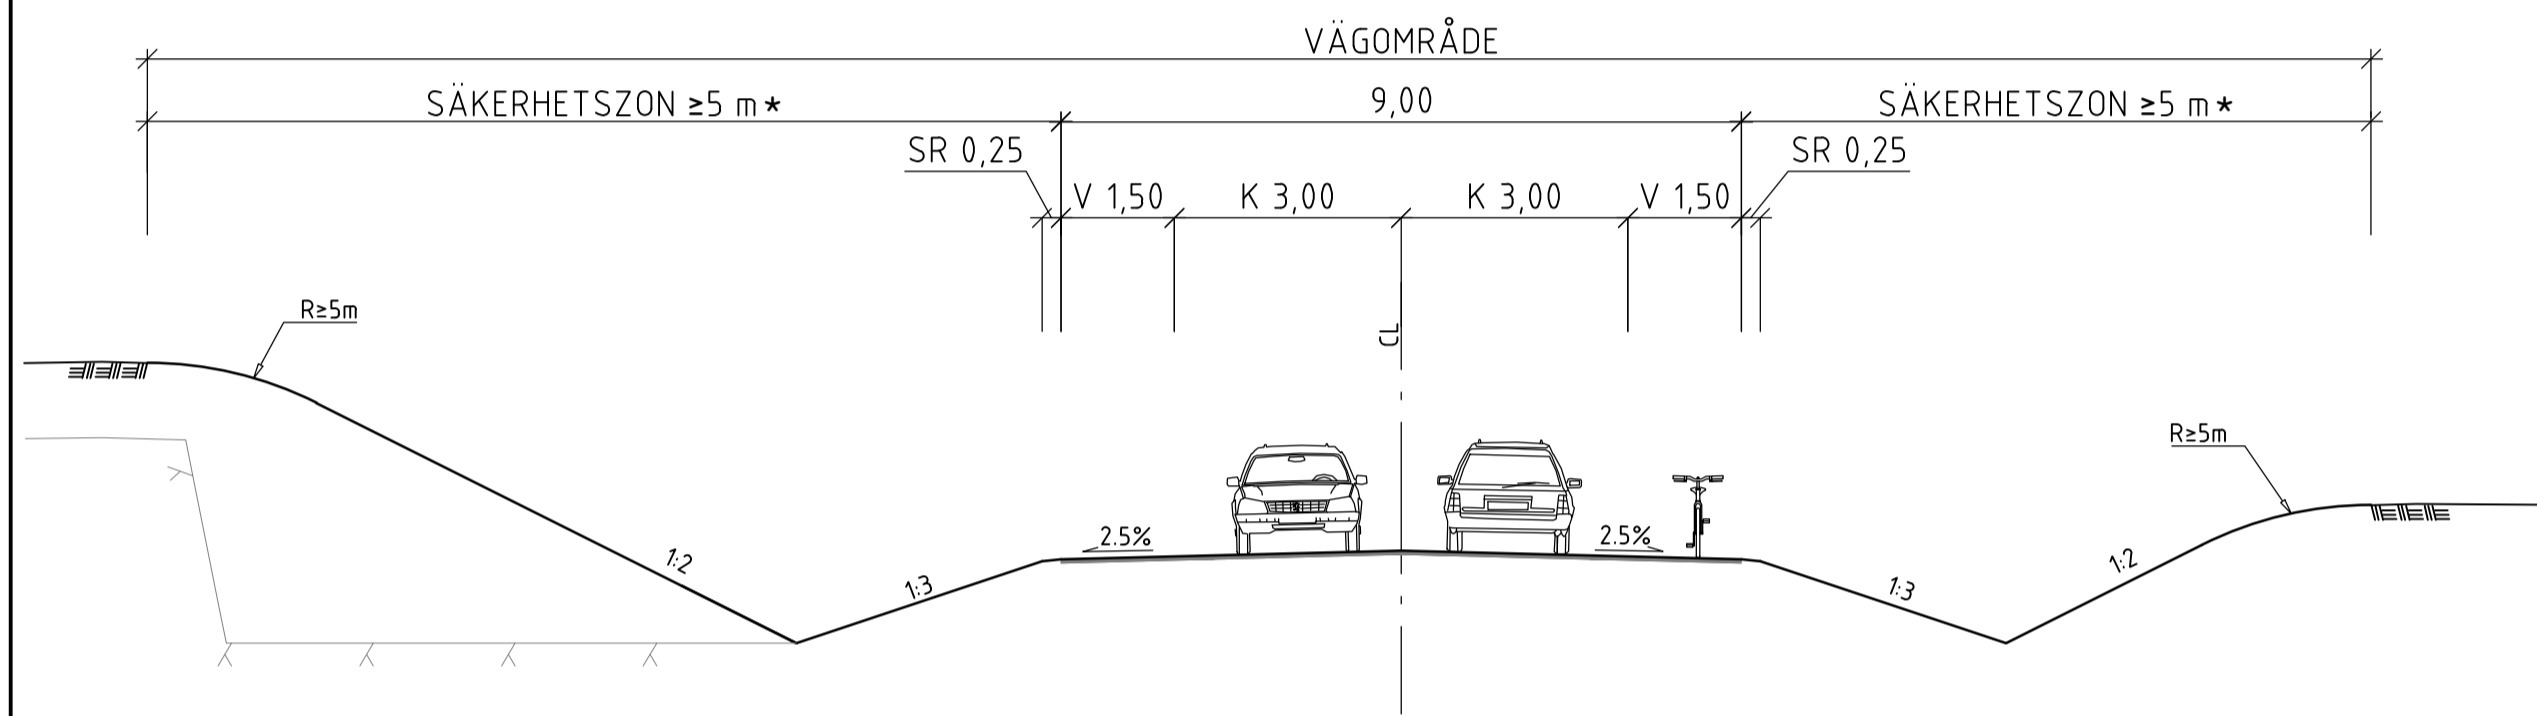 VÄGOMRÅDE
SÄKERHETSZON ≥5 m*
9,00
SÄKERHETSZON ≥5 m*
SR 0,25
SR 0,25
V 1,50
K 3,00
K 3,00
V 1,50
R≥5m
CL
R≥5m
2.5%
2.5%
1:2
1:3
1:3
1:2